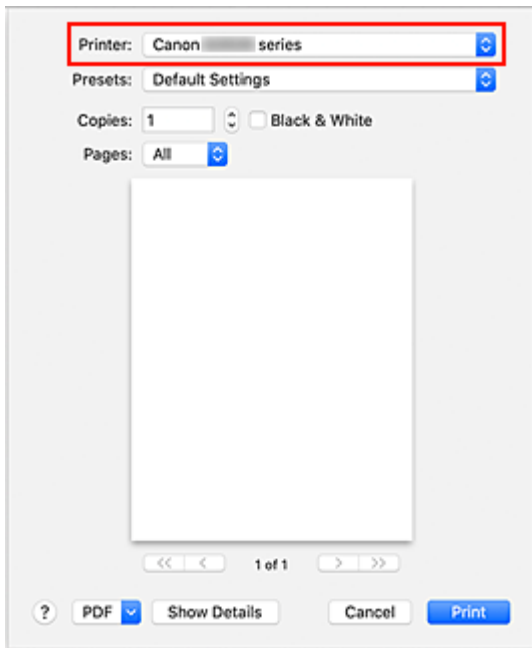 Printer: Canon series
Presets: Default Settings
Copies: 1 Black & White
Pages: All
<< < 1 of 1 > >>
? PDF Show Details Cancel Print